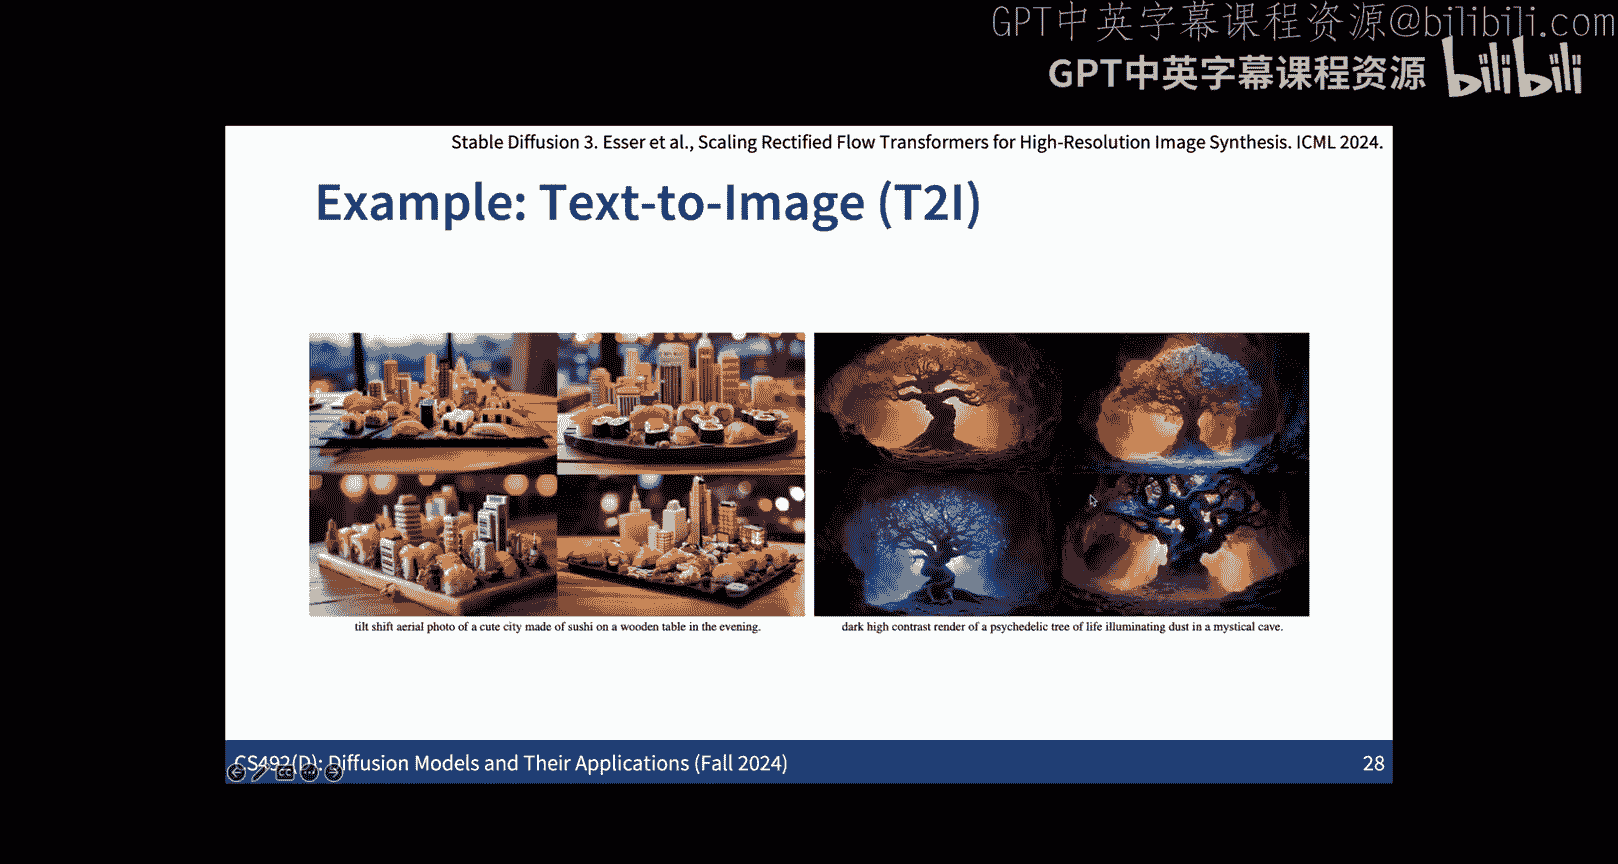 GPT中英字幕课程资源@bilibili.com
GPT中英字幕课程资源 bilibili
Stable Diffusion 3. Esser et al., Scaling Rectified Flow Transformers for High-Resolution Image Synthesis. ICML 2024.
Example: Text-to-Image (T2I)
tilt shift aerial photo of a cute city made of sushi on a wooden table in the evening.
dark high contrast render of a psychedelic tree of life illuminating dust in a mystical cave.
CS492(D): Diffusion Models and Their Applications (Fall 2024)
28